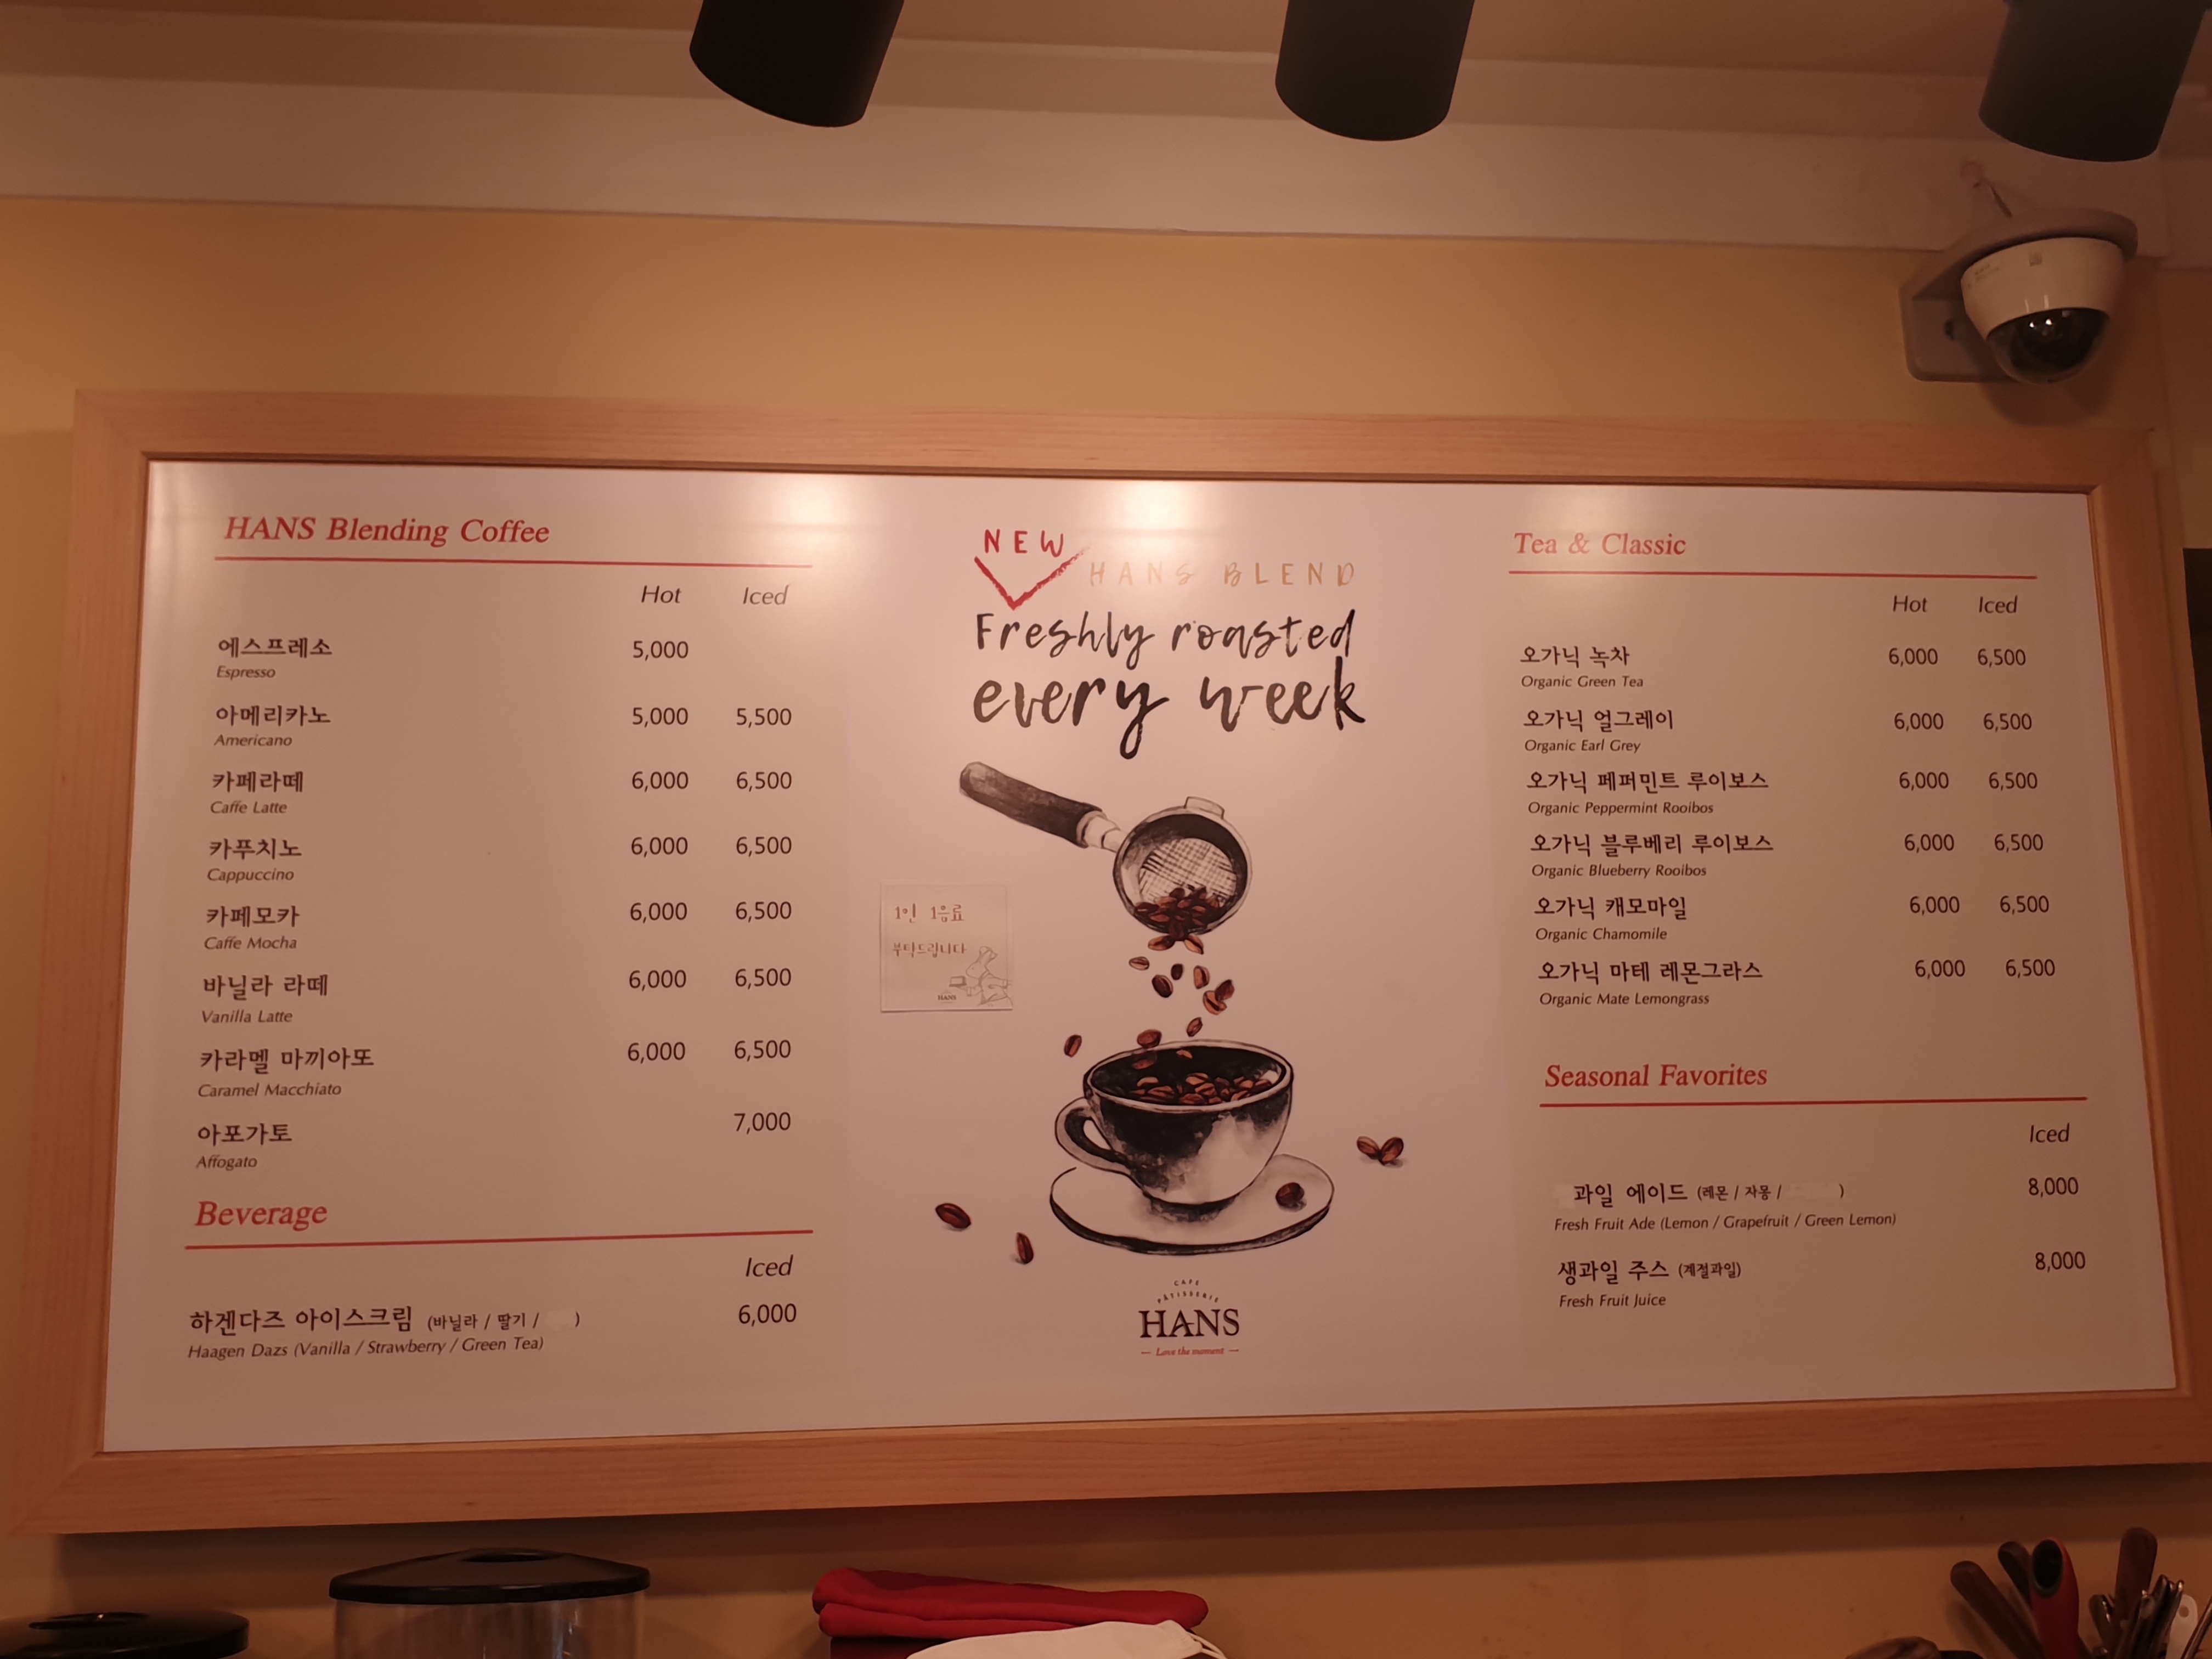 HANS Blending Coffee
Hot Iced
에스프레소 5,000
Espresso
아메리카노 5,000 5,500
Americano
카페라떼 6,000 6,500
Caffe Latte
카푸치노 6,000 6,500
Cappuccino
카페모카 6,000 6,500
Caffe Mocha
바닐라 라떼 6,000 6,500
Vanilla Latte
카라멜 마끼아또 6,000 6,500
Caramel Macchiato
아포가토 7,000
Affogato
Beverage
Iced
하겐다즈 아이스크림 (바닐라 / 딸기 / ) 6,000
Haagen Dazs (Vanilla / Strawberry / Green Tea)
NEW
HANS BLEND
Freshly roasted
every week
1인 1음료
부탁드립니다
HANS
CAFE
PÂTISSERIE
HANS
Love the moment
Tea & Classic
Hot Iced
오가닉 녹차 6,000 6,500
Organic Green Tea
오가닉 얼그레이 6,000 6,500
Organic Earl Grey
오가닉 페퍼민트 루이보스 6,000 6,500
Organic Peppermint Rooibos
오가닉 블루베리 루이보스 6,000 6,500
Organic Blueberry Rooibos
오가닉 캐모마일 6,000 6,500
Organic Chamomile
오가닉 마테 레몬그라스 6,000 6,500
Organic Mate Lemongrass
Seasonal Favorites
Iced
과일 에이드 (레몬 / 자몽 / ) 8,000
Fresh Fruit Ade (Lemon / Grapefruit / Green Lemon)
생과일 주스 (계절과일) 8,000
Fresh Fruit Juice